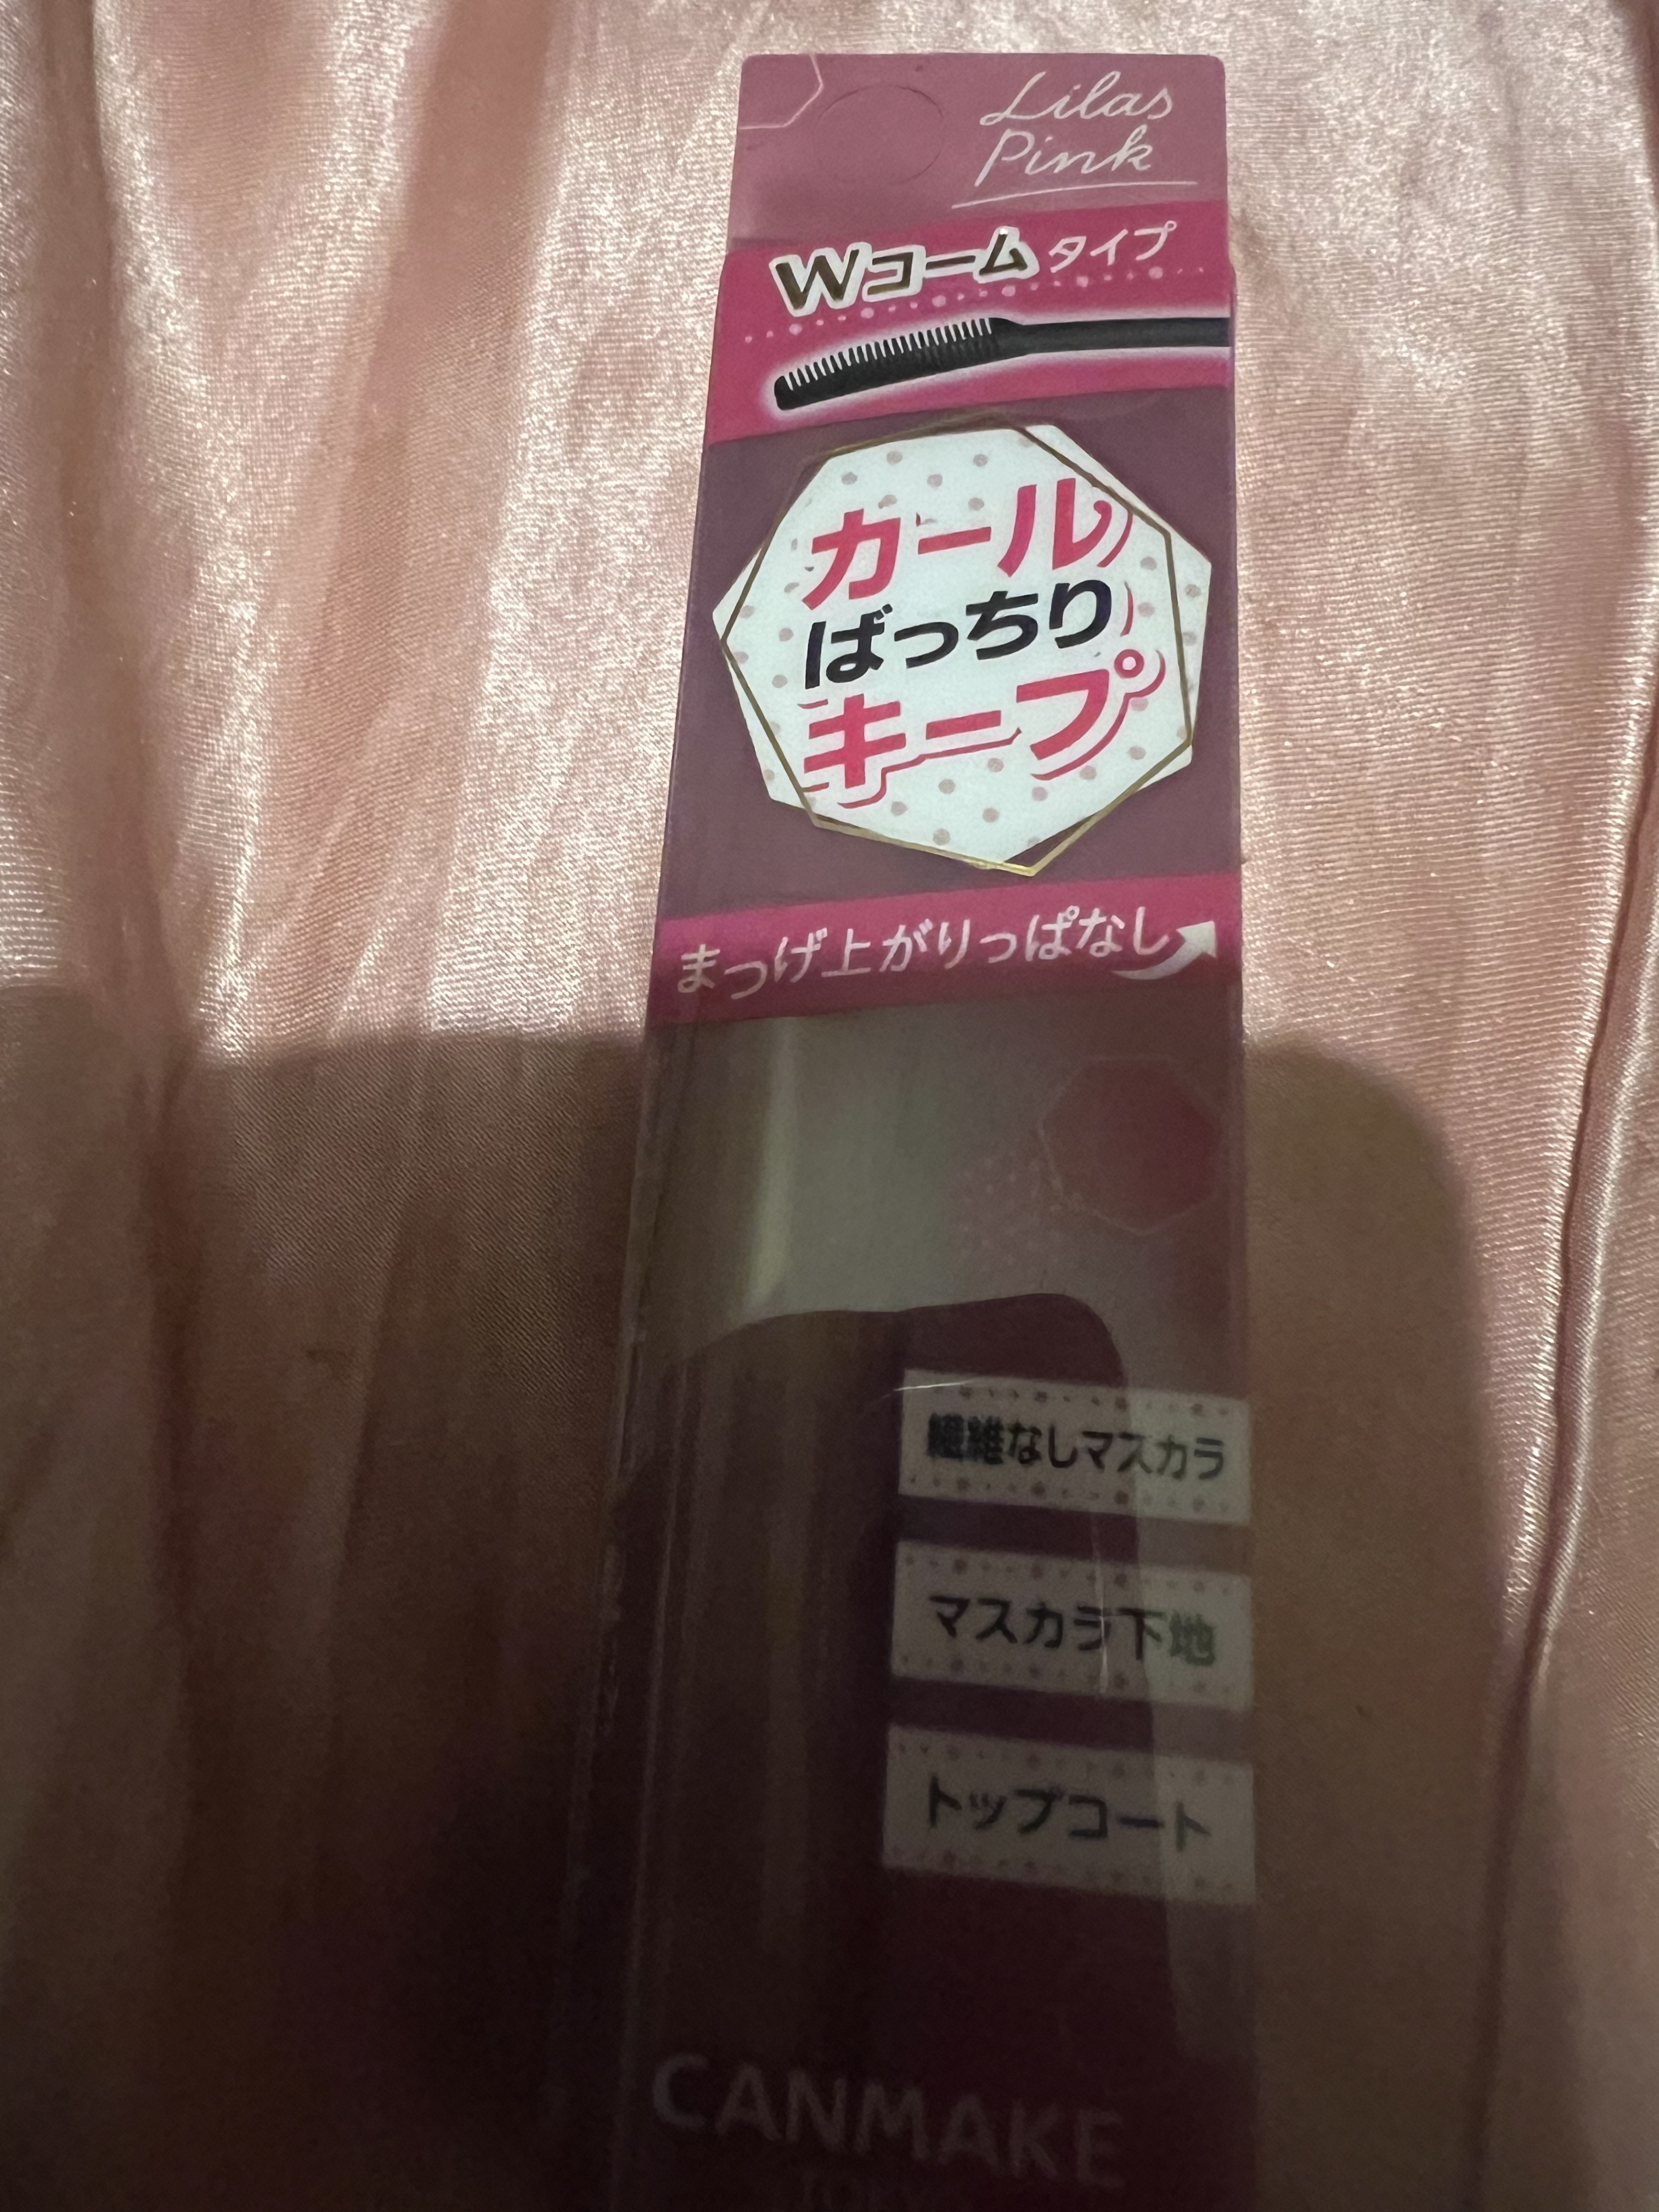 Lilas
Pink
Wコームタイプ
カール
ばっちり
キープ
まつげ上がりっぱなし
繊維なしマスカラ
マスカラ下地
トップコート
CANMAKE